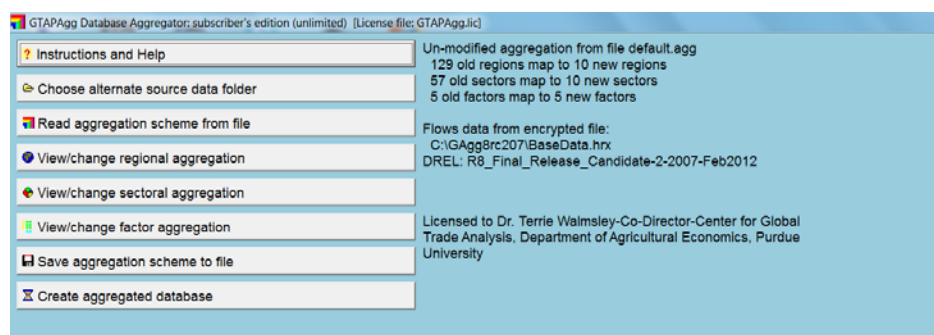 GTAPAgg Database Aggregator: subscriber's edition (unlimited) [License file: GTAPAgg.lic]
? Instructions and Help
Choose alternate source data folder
Read aggregation scheme from file
View/change regional aggregation
View/change sectoral aggregation
View/change factor aggregation
Save aggregation scheme to file
Create aggregated database
Un-modified aggregation from file default.agg
129 old regions map to 10 new regions
57 old sectors map to 10 new sectors
5 old factors map to 5 new factors
Flows data from encrypted file:
C:\GAgg8rc207\BaseData.hrx
DREL: R8_Final_Release_Candidate-2-2007-Feb2012
Licensed to Dr. Terrie Walmsley-Co-Director-Center for Global
Trade Analysis, Department of Agricultural Economics, Purdue
University